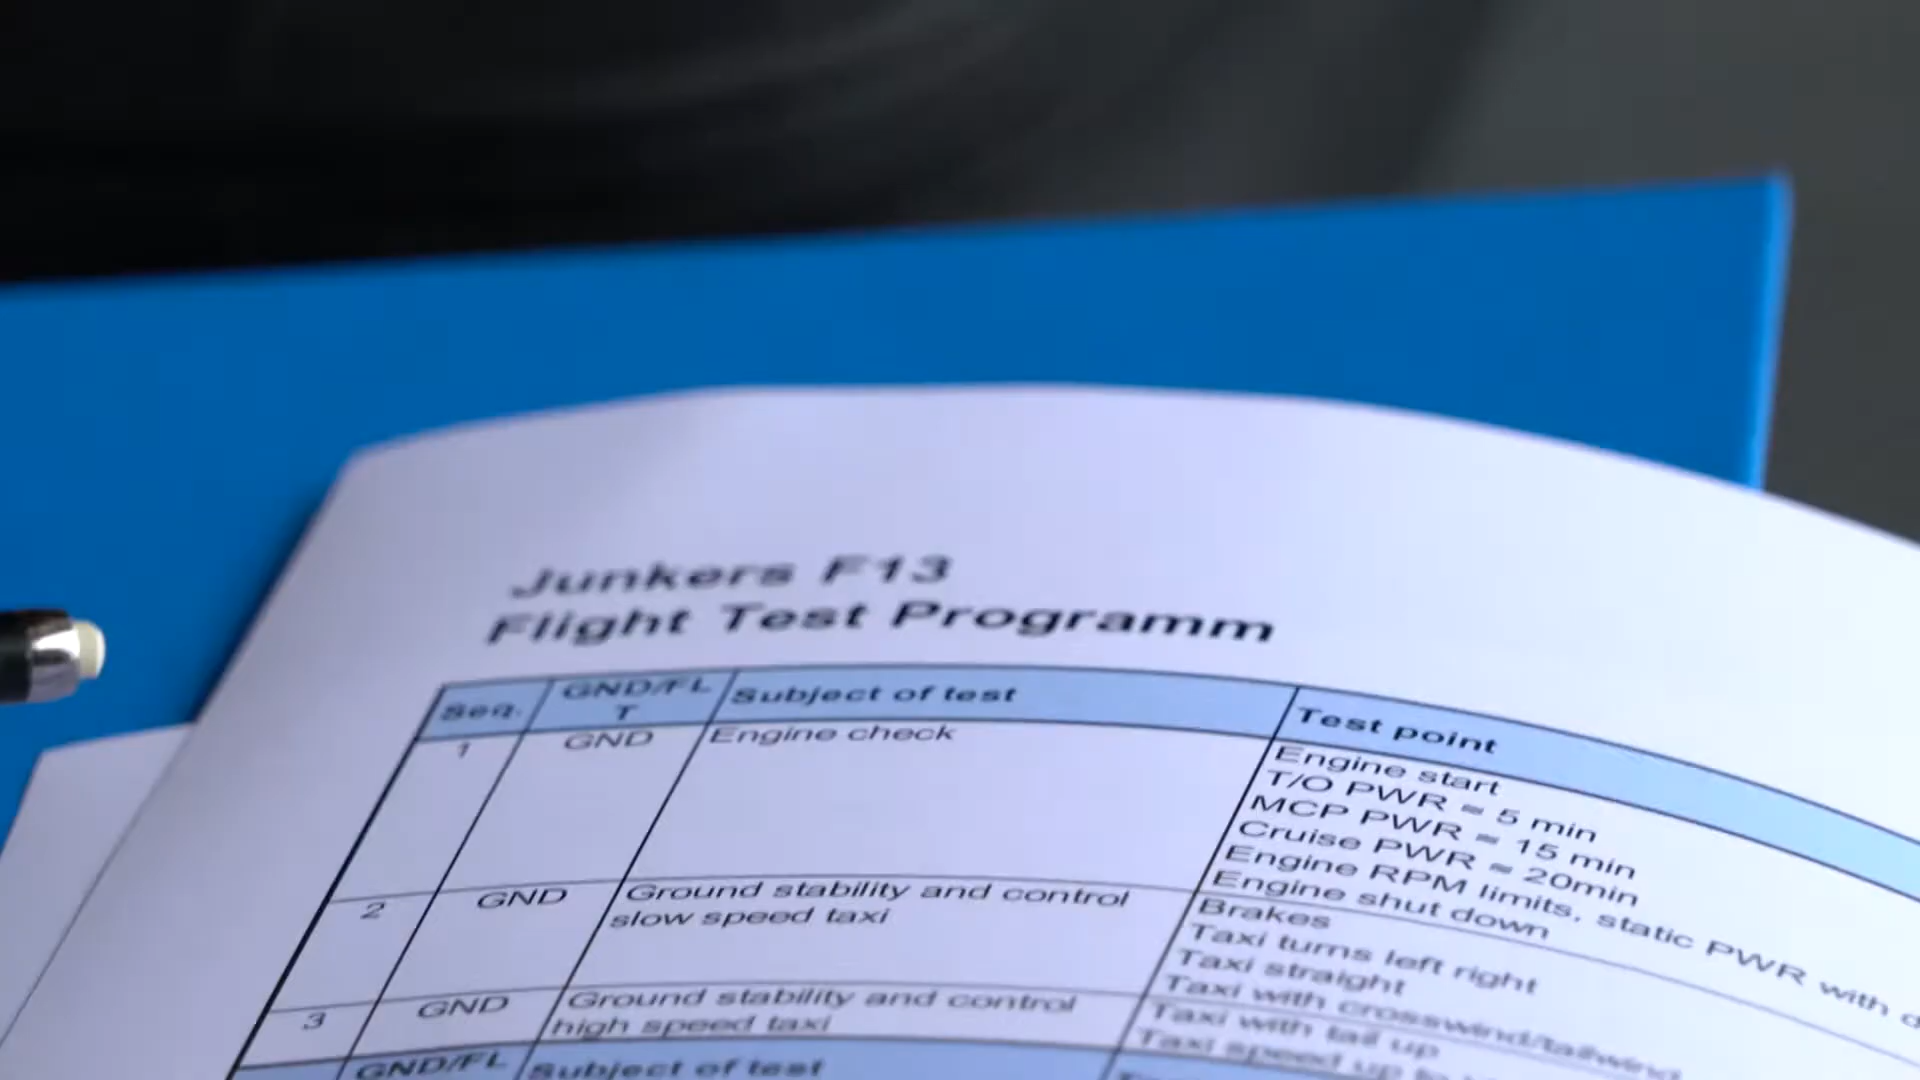 Junkers F13
Flight Test Programm
Seq. GND/FL Subject of test Test point
T
1 GND Engine check Engine start
T/O PWR ≈ 5 min
MCP PWR ≈ 15 min
Cruise PWR ≈ 20min
Engine RPM limits, static PWR with
Engine shut down
2 GND Ground stability and control Brakes
slow speed taxi Taxi turns left right
Taxi straight
Taxi with crosswind/tailwind
3 GND Ground stability and control Taxi with tail up
high speed taxi Taxi speed up to
GND/FL Subject of test